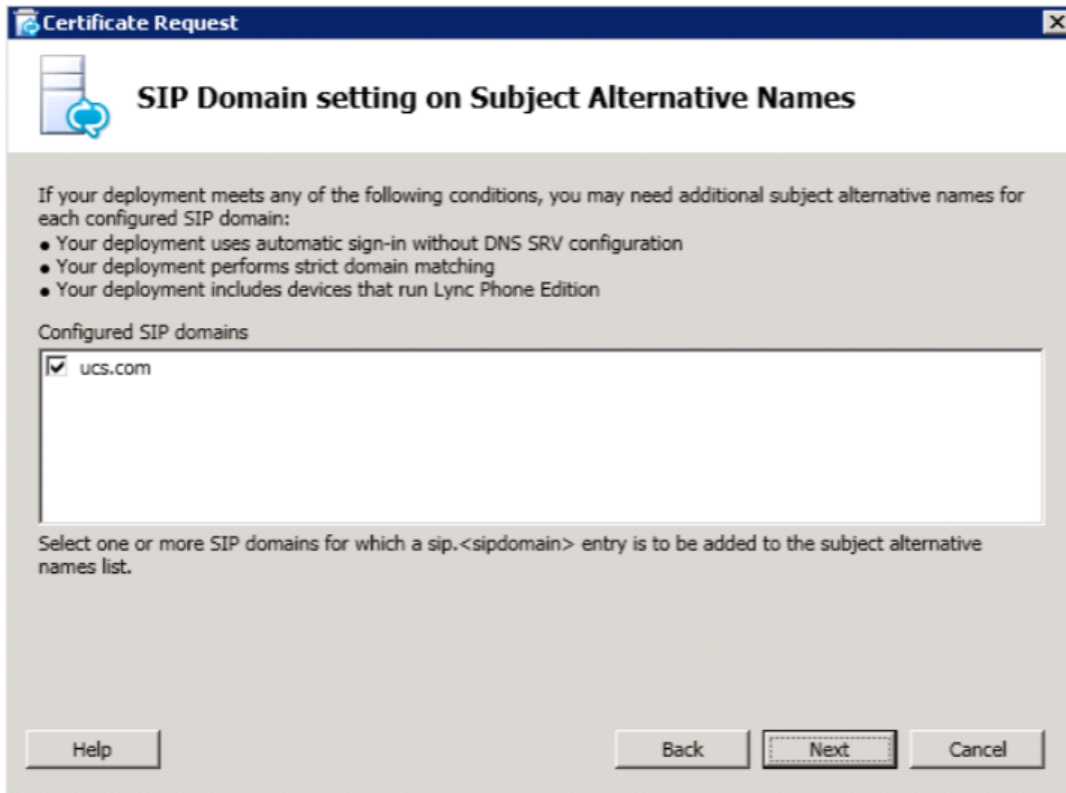 Certificate Request
SIP Domain setting on Subject Alternative Names
If your deployment meets any of the following conditions, you may need additional subject alternative names for
each configured SIP domain:
● Your deployment uses automatic sign-in without DNS SRV configuration
● Your deployment performs strict domain matching
● Your deployment includes devices that run Lync Phone Edition
Configured SIP domains
ucs.com
Select one or more SIP domains for which a sip.<sipdomain> entry is to be added to the subject alternative
names list.
Help Back Next Cancel